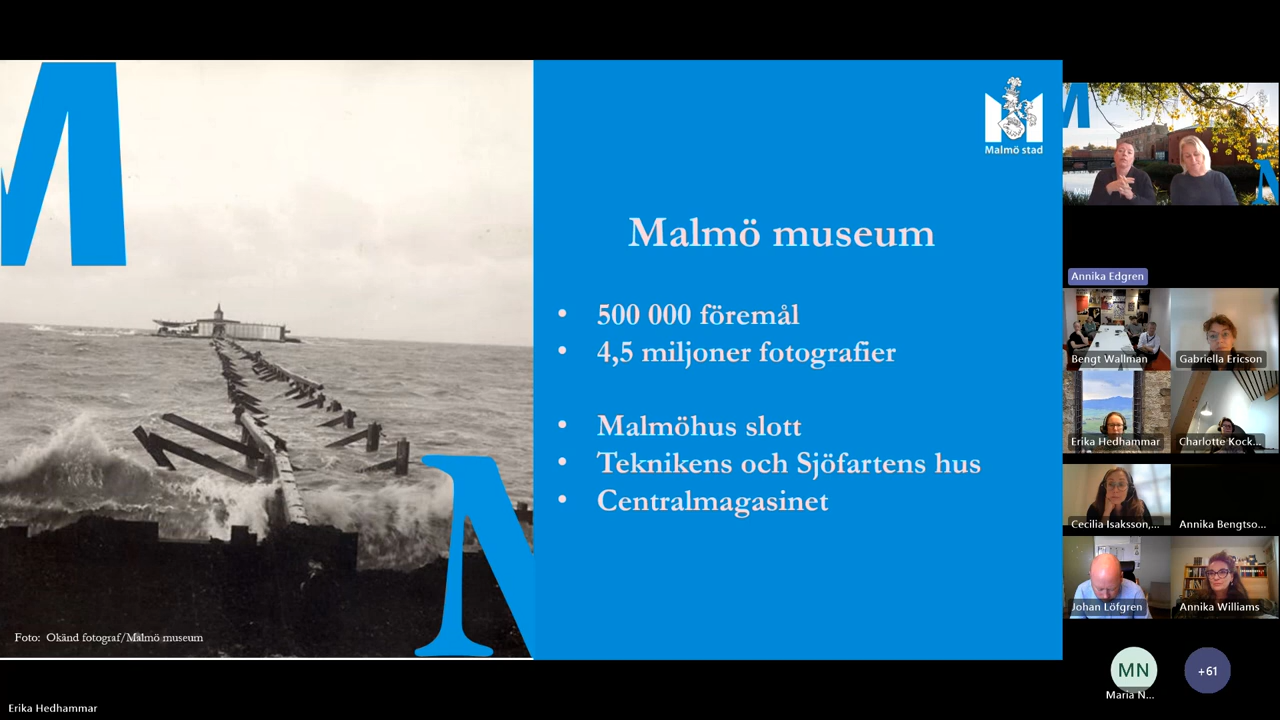 M
M
Malmö stad
Malmö museum
• 500 000 föremål
• 4,5 miljoner fotografier
• Malmöhus slott
• Teknikens och Sjöfartens hus
• Centralmagasinet
Foto: Okänd fotograf/Malmö museum
Erika Hedhammar
Annika Edgren
Bengt Wallman
Gabriella Ericson
Erika Hedhammar
Charlotte Kock...
Cecilia Isaksson,...
Annika Bengtso...
Johan Löfgren
Annika Williams
MN
Maria N...
+61